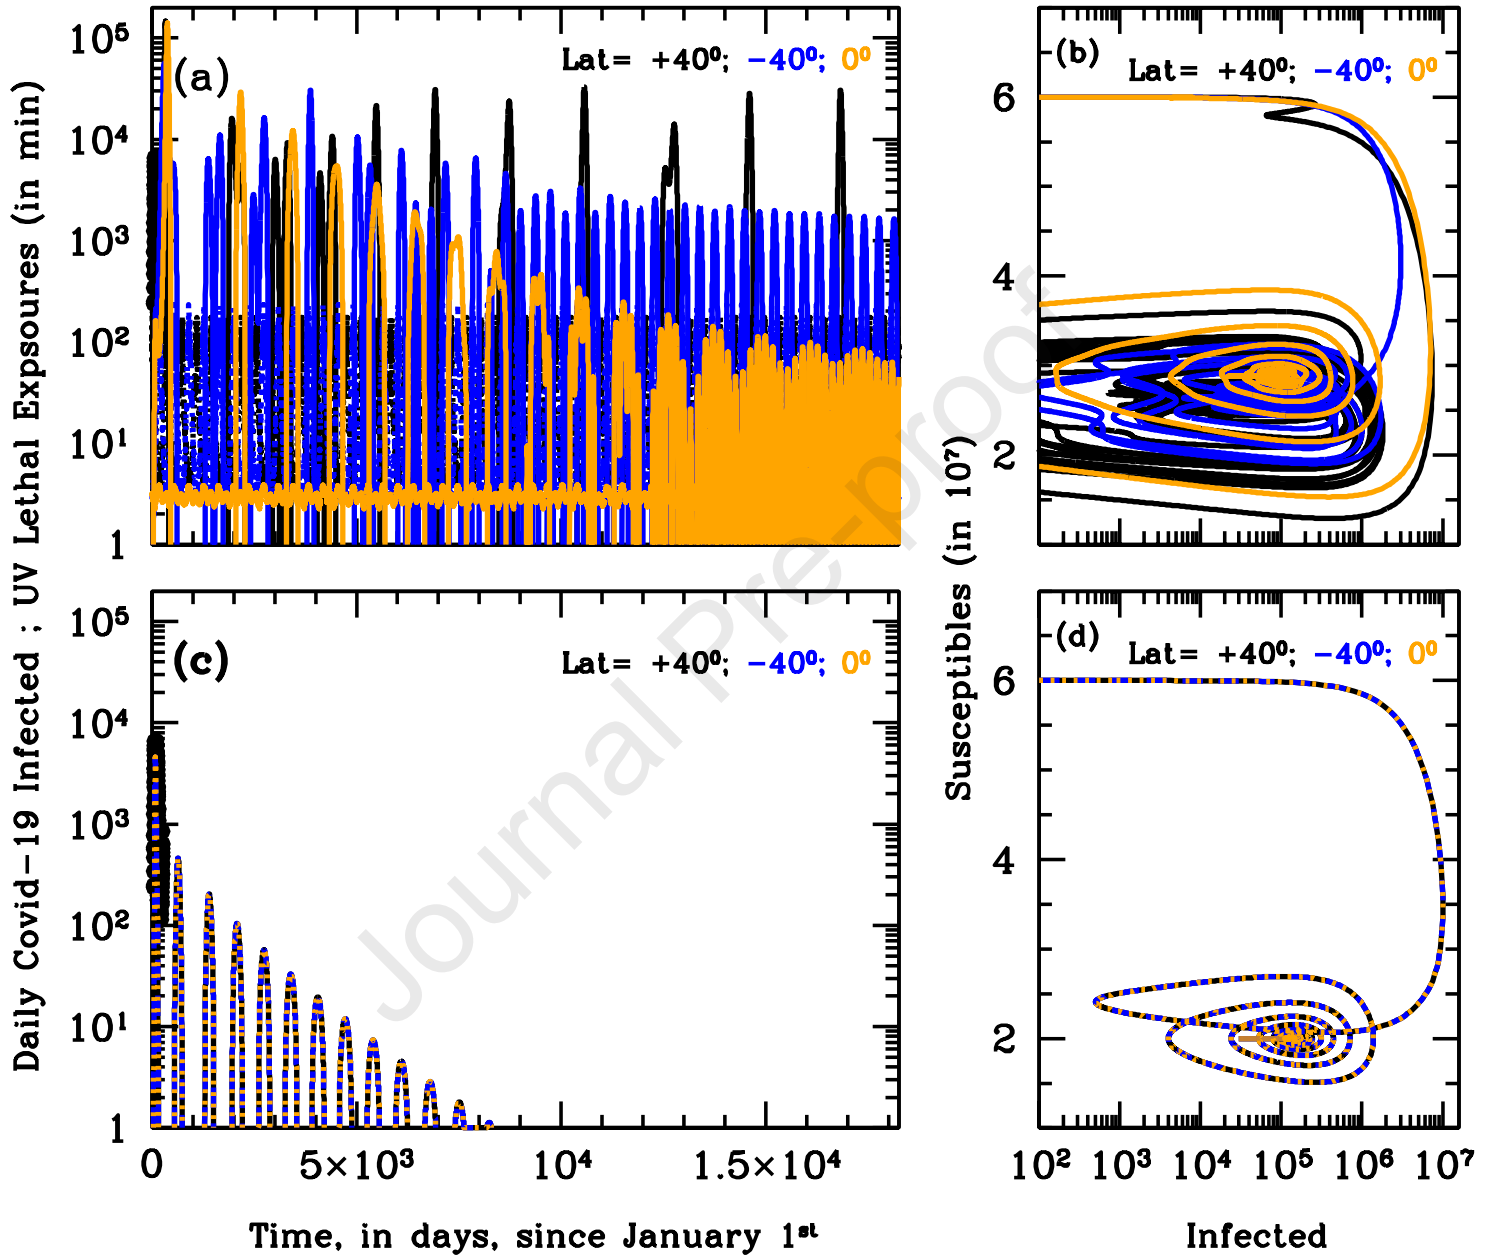 Daily Covid-19 Infected ; UV Lethal Expsoures (in min)
10⁵
10⁴
10³
10²
10¹
1
(a)
Lat= +40⁰; -40⁰; 0⁰
(b)
Lat= +40⁰; -40⁰; 0⁰
6
4
2
Susceptibles (in 10⁷)
10⁵
10⁴
10³
10²
10¹
1
(c)
Lat= +40⁰; -40⁰; 0⁰
(d)
Lat= +40⁰; -40⁰; 0⁰
6
4
2
0 5×10³ 10⁴ 1.5×10⁴
10² 10³ 10⁴ 10⁵ 10⁶ 10⁷
Time, in days, since January 1ˢᵗ
Infected
Journal Pre-proof